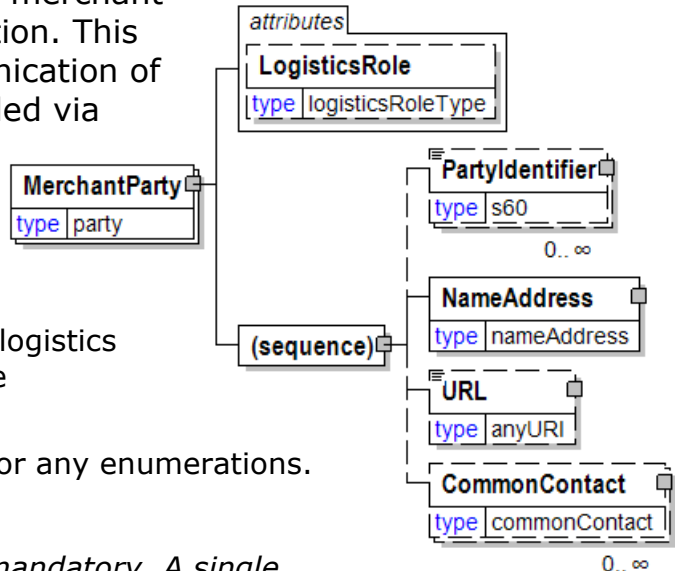 merchant
tion. This
nication of
led via
attributes
LogisticsRole
type logisticsRoleType
MerchantParty
type party
PartyIdentifier
type s60
0.. ∞
NameAddress
type nameAddress
(sequence)
URL
type anyURI
CommonContact
type commonContact
0.. ∞
logistics
e
or any enumerations.
mandatory. A single